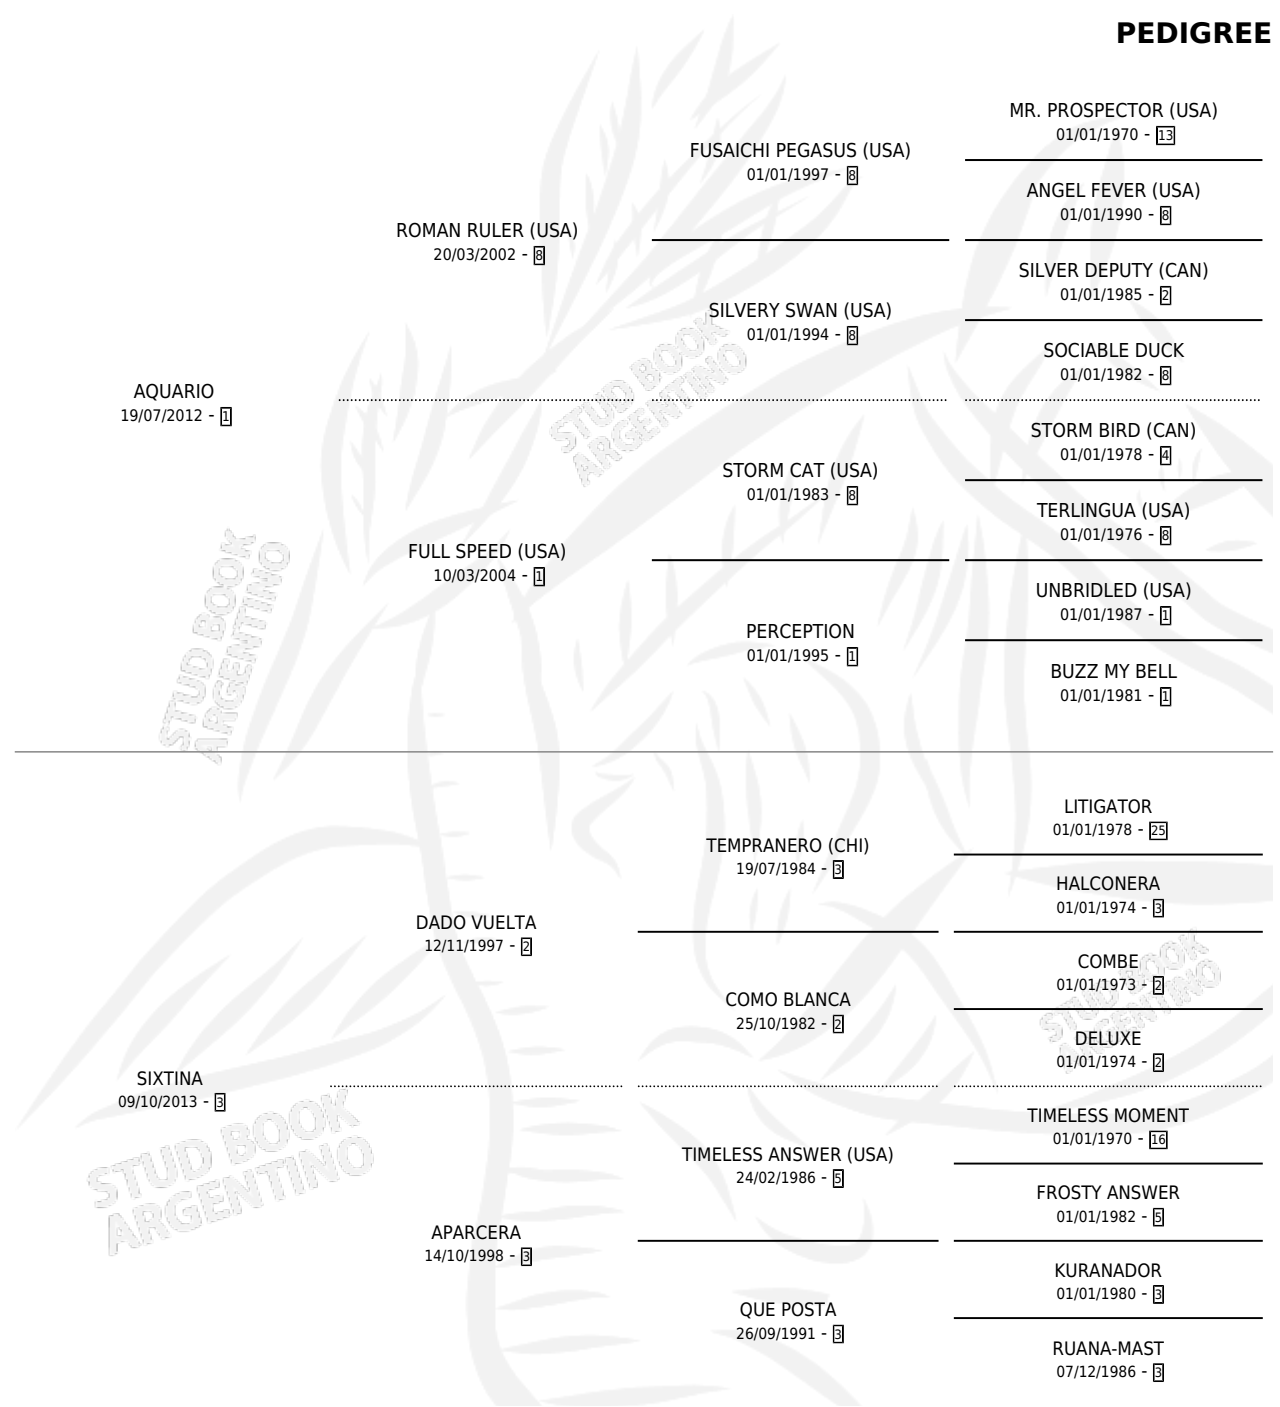 PEDIGREE
MR. PROSPECTOR (USA)
01/01/1970 - 13
FUSAICHI PEGASUS (USA)
01/01/1997 - 8
ANGEL FEVER (USA)
01/01/1990 - 8
ROMAN RULER (USA)
20/03/2002 - 8
SILVER DEPUTY (CAN)
01/01/1985 - 2
SILVERY SWAN (USA)
01/01/1994 - 8
SOCIABLE DUCK
01/01/1982 - 8
STUD BOOK
ARGENTINO
AQUARIO
19/07/2012 - 1
STORM BIRD (CAN)
01/01/1978 - 4
STORM CAT (USA)
01/01/1983 - 8
TERLINGUA (USA)
01/01/1976 - 8
FULL SPEED (USA)
10/03/2004 - 1
UNBRIDLED (USA)
01/01/1987 - 1
PERCEPTION
01/01/1995 - 1
BUZZ MY BELL
01/01/1981 - 1
STUD BOOK
ARGENTINO
LITIGATOR
01/01/1978 - 25
TEMPRANERO (CHI)
19/07/1984 - 3
HALCONERA
01/01/1974 - 3
DADO VUELTA
12/11/1997 - 2
COMBE
01/01/1973 - 2
COMO BLANCA
25/10/1982 - 2
DELUXE
01/01/1974 - 2
STUD BOOK
ARGENTINO
SIXTINA
09/10/2013 - 3
TIMELESS MOMENT
01/01/1970 - 16
TIMELESS ANSWER (USA)
24/02/1986 - 5
FROSTY ANSWER
01/01/1982 - 5
STUD BOOK
ARGENTINO
APARCERA
14/10/1998 - 3
KURANADOR
01/01/1980 - 3
QUE POSTA
26/09/1991 - 3
RUANA-MAST
07/12/1986 - 3